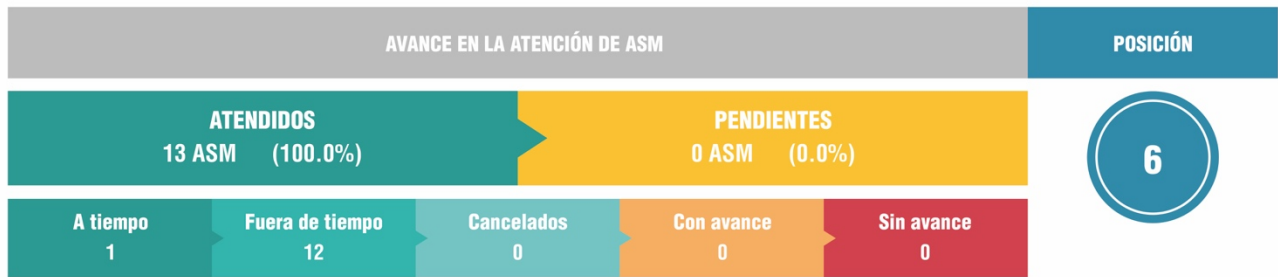 AVANCE EN LA ATENCIÓN DE ASM
POSICIÓN
ATENDIDOS
13 ASM (100.0%)
PENDIENTES
0 ASM (0.0%)
6
A tiempo
1
Fuera de tiempo
12
Cancelados
0
Con avance
0
Sin avance
0